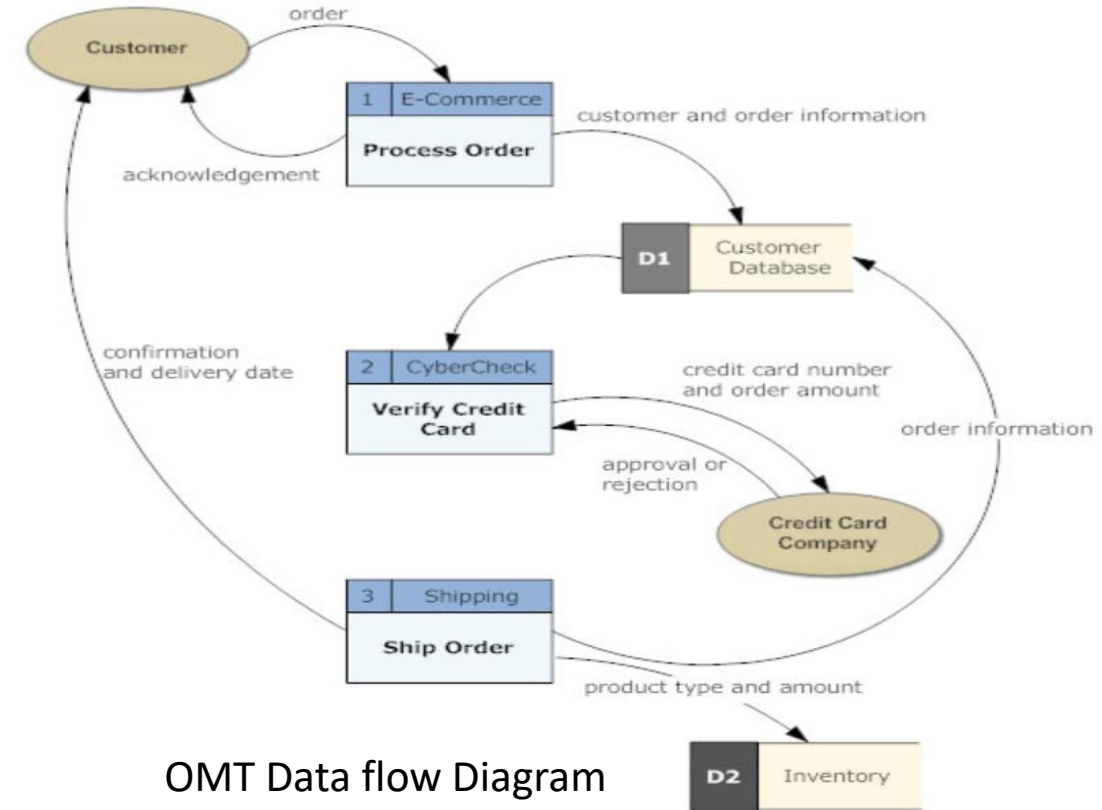 order
Customer
1 E-Commerce
Process Order
customer and order information
acknowledgement
D1
Customer
Database
confirmation
and delivery date
2 CyberCheck
Verify Credit
Card
credit card number
and order amount
order information
approval or
rejection
Credit Card
Company
3 Shipping
Ship Order
product type and amount
OMT Data flow Diagram
D2 Inventory